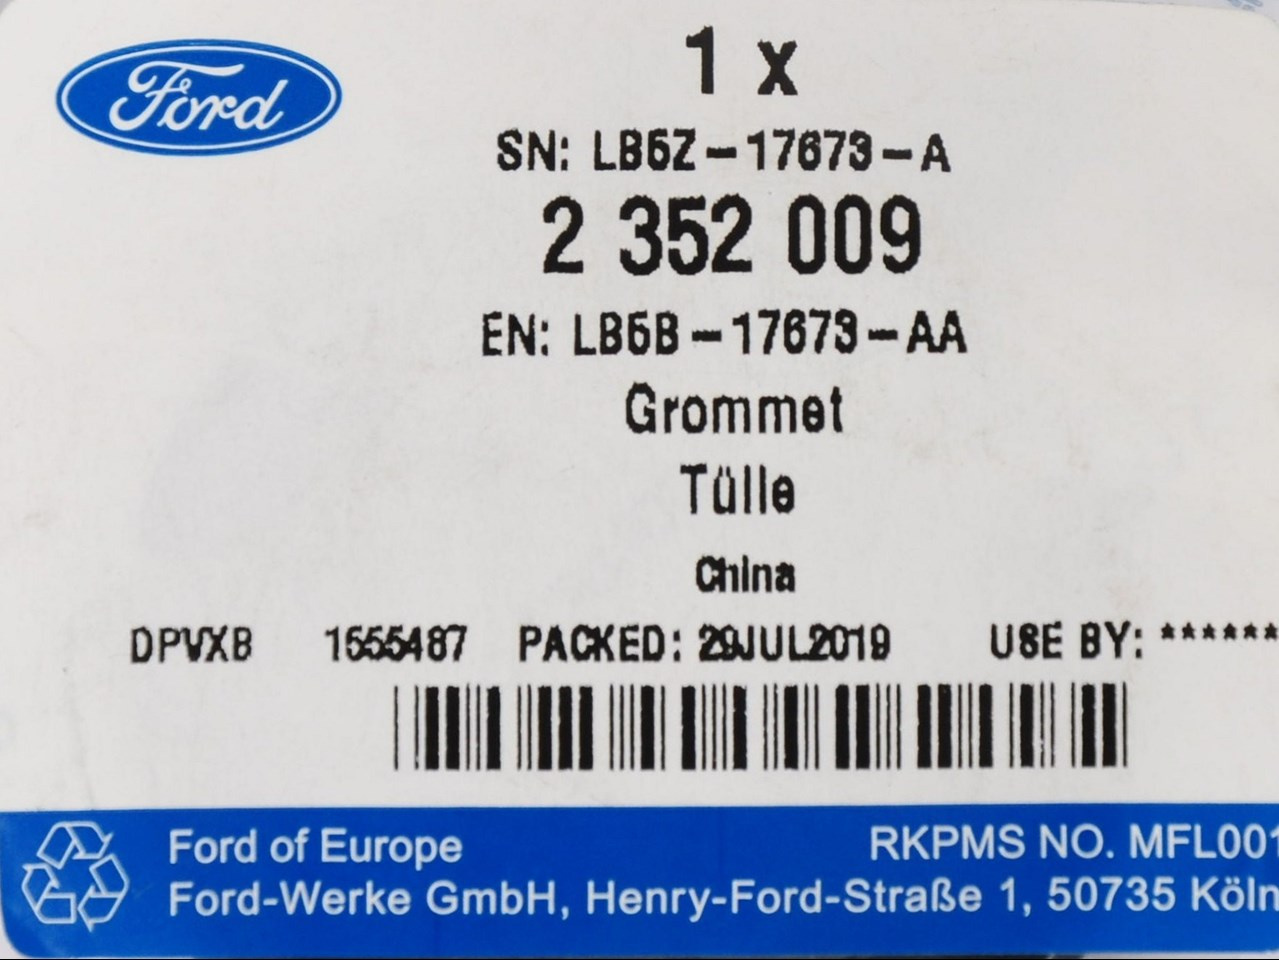 Ford
1 x
SN: LB5Z-17673-A
2 352 009
EN: LB5B-17673-AA
Grommet
Tülle
China
DPVXB 1555487 PACKED: 29JUL2019 USE BY: ******
Ford of Europe RKPMS NO. MFL001
Ford-Werke GmbH, Henry-Ford-Straße 1, 50735 Köln